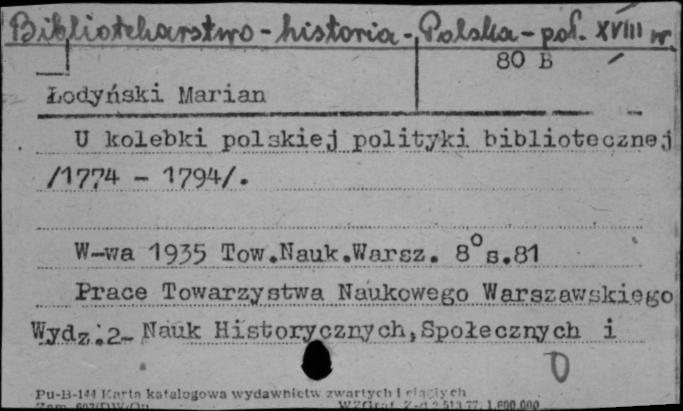 Bibliotekarstwo - historia - Polska - poł. XVIII w.
80 B
Łodyński Marian
U kolebki polskiej polityki bibliotecznej
/1774 - 1794/.
W-wa 1935 Tow.Nauk.Warsz. 8° s.81
Prace Towarzystwa Naukowego Warszawskiego
Wydz.2- Nauk Historycznych,Społecznych i
Pu-B-144 Karta katalogowa wydawnictw zwartych i ciągłych